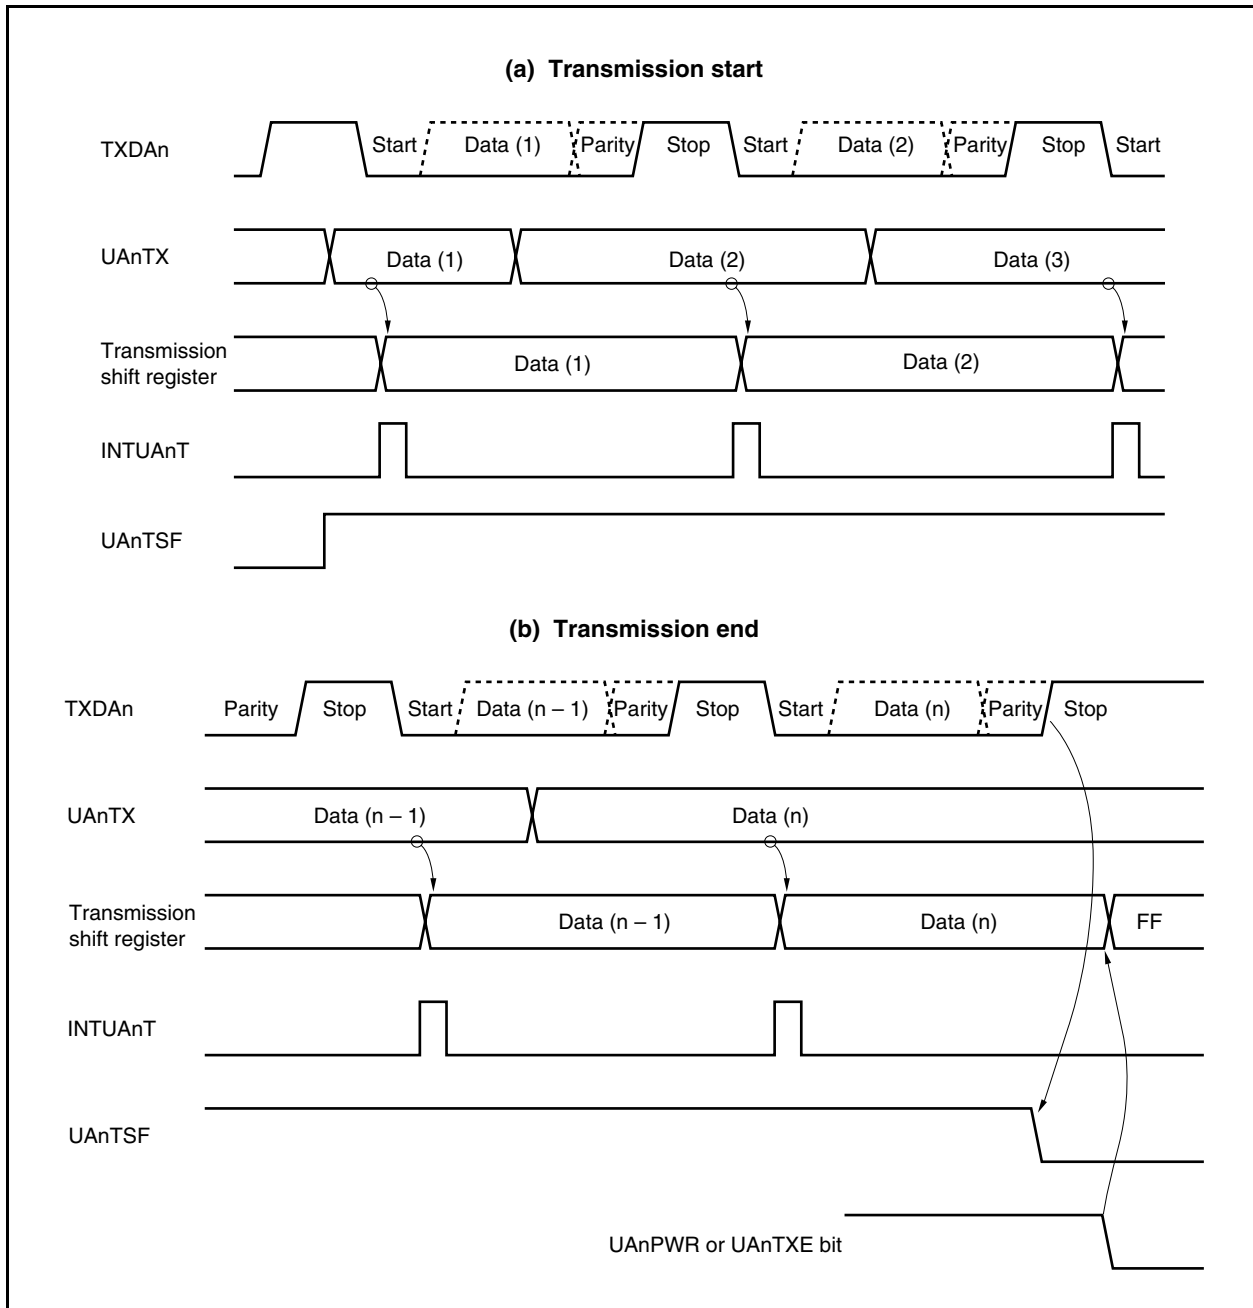 (a) Transmission start
TXDAn
Start Data (1) Parity Stop Start Data (2) Parity Stop Start
UAnTX
Data (1) Data (2) Data (3)
Transmission
shift register
Data (1) Data (2)
INTUAnT
UAnTSF
(b) Transmission end
TXDAn
Parity Stop Start Data (n – 1) Parity Stop Start Data (n) Parity Stop
UAnTX
Data (n – 1) Data (n)
Transmission
shift register
Data (n – 1) Data (n) FF
INTUAnT
UAnTSF
UAnPWR or UAnTXE bit